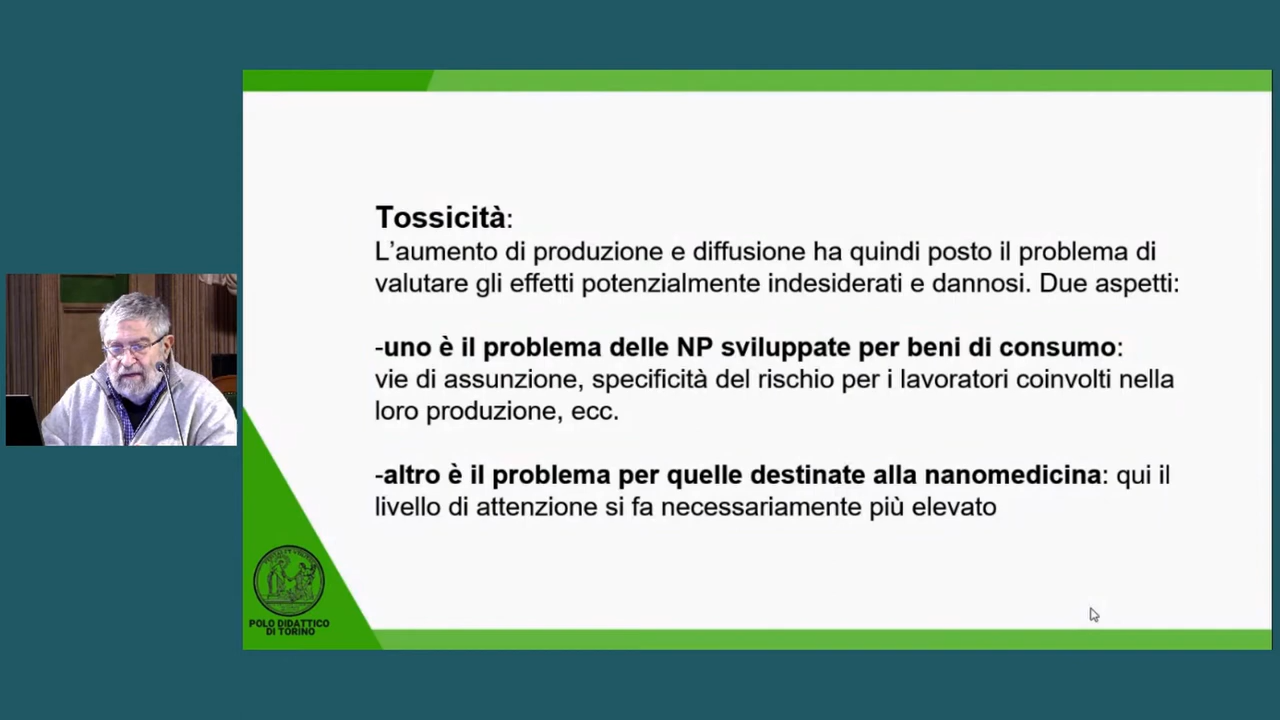 Tossicità:
L'aumento di produzione e diffusione ha quindi posto il problema di
valutare gli effetti potenzialmente indesiderati e dannosi. Due aspetti:
-uno è il problema delle NP sviluppate per beni di consumo:
vie di assunzione, specificità del rischio per i lavoratori coinvolti nella
loro produzione, ecc.
-altro è il problema per quelle destinate alla nanomedicina: qui il
livello di attenzione si fa necessariamente più elevato
POLO DIDATTICO
DI TORINO